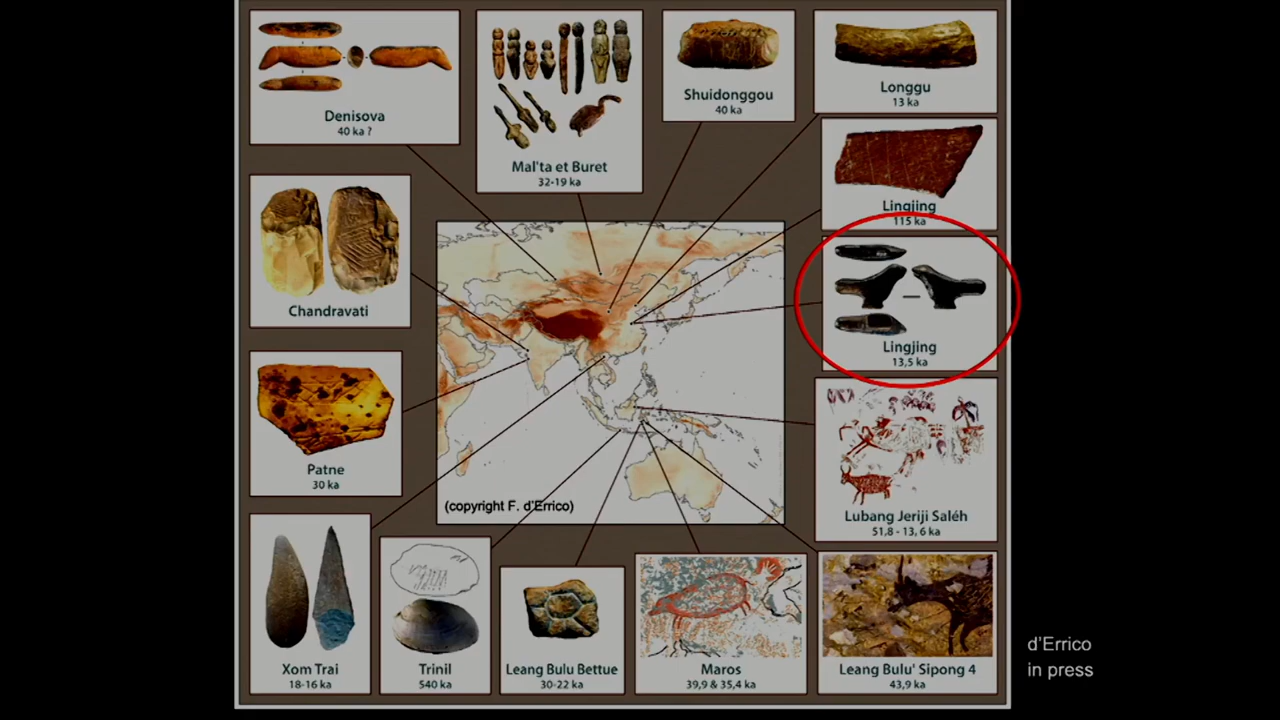 Denisova
40 ka ?
Mal'ta et Buret
32-19 ka
Shuidonggou
40 ka
Longgu
13 ka
Lingjing
115 ka
Chandravati
Lingjing
13,5 ka
Patne
30 ka
(copyright F. d'Errico)
Lubang Jeriji Saléh
51,8 - 13, 6 ka
Xom Trai
18-16 ka
Trinil
540 ka
Leang Bulu Bettue
30-22 ka
Maros
39,9 & 35,4 ka
Leang Bulu' Sipong 4
43,9 ka
d'Errico
in press